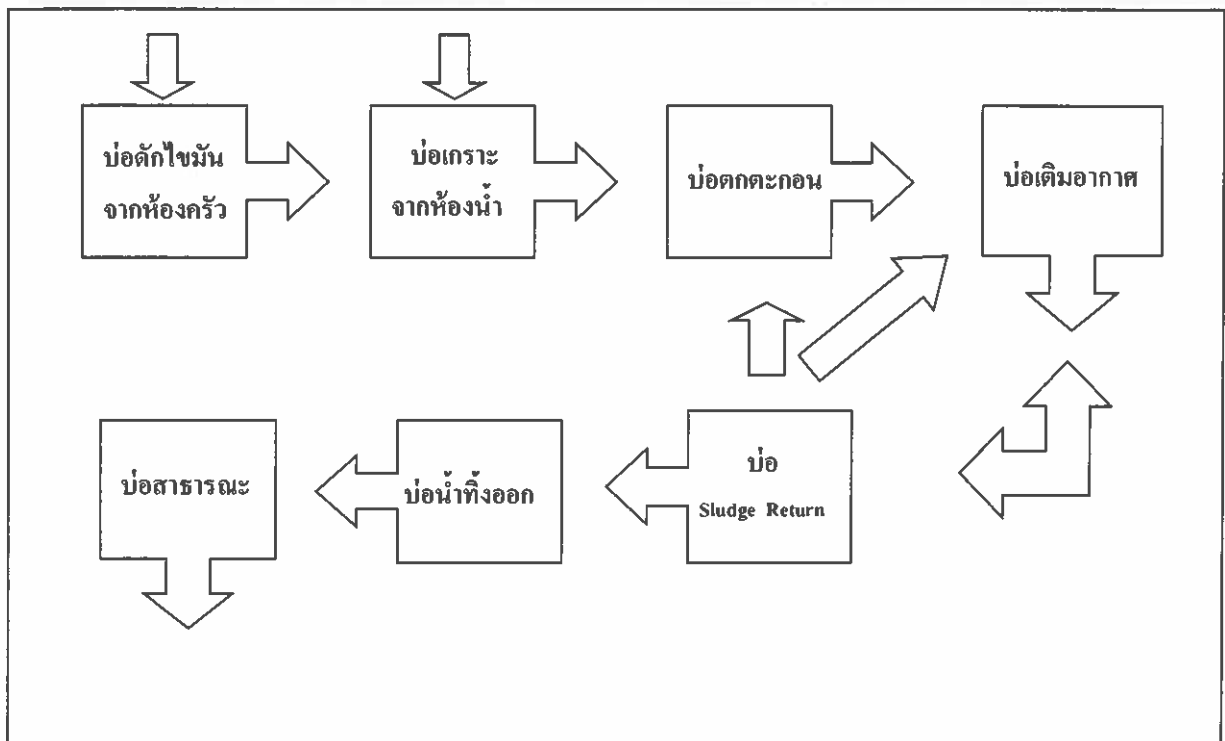 บ่อดักไขมัน
จากห้องครัว
บ่อเกราะ
จากห้องน้ำ
บ่อตกตะกอน
บ่อเติมอากาศ
บ่อสาธารณะ
บ่อน้ำทิ้งออก
บ่อ
Sludge Return